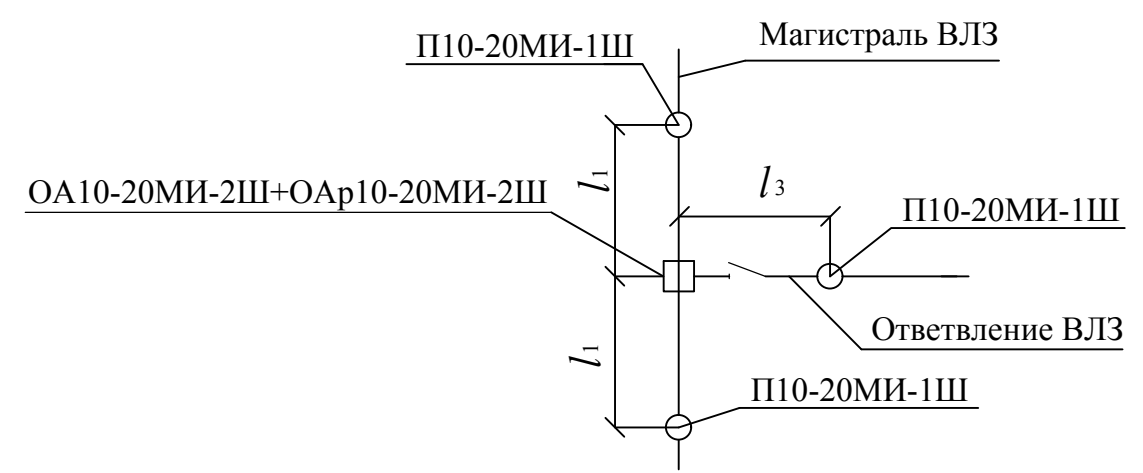 Магистраль ВЛЗ
П10-20МИ-1Ш
l1
l3
ОА10-20МИ-2Ш+ОАр10-20МИ-2Ш
П10-20МИ-1Ш
Ответвление ВЛЗ
l1
П10-20МИ-1Ш